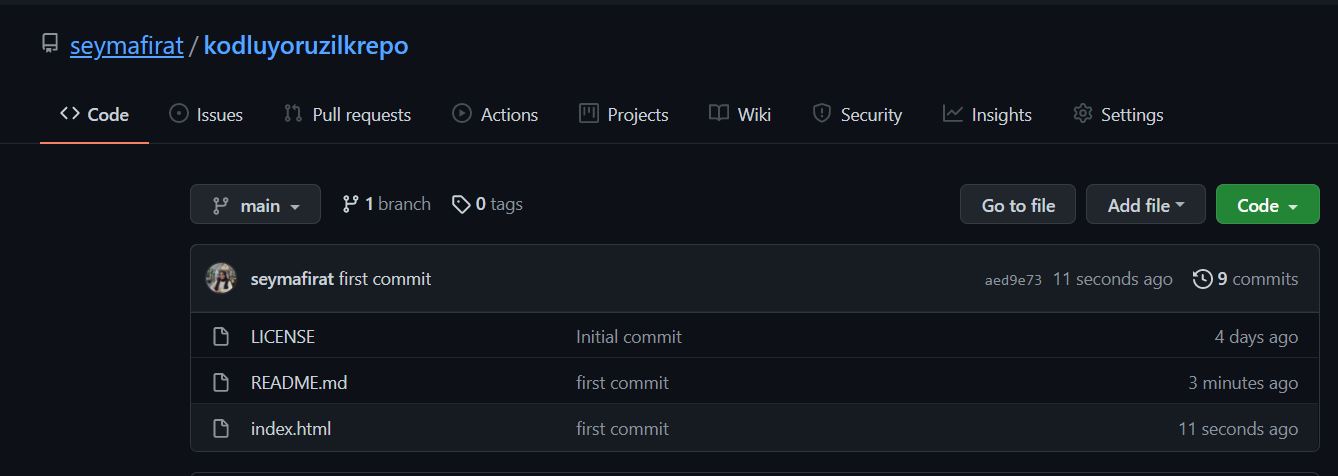 seymafirat / kodluyoruzilkrepo
Code Issues Pull requests Actions Projects Wiki Security Insights Settings
main 1 branch 0 tags Go to file Add file Code
seymafirat first commit aed9e73 11 seconds ago 9 commits
LICENSE Initial commit 4 days ago
README.md first commit 3 minutes ago
index.html first commit 11 seconds ago